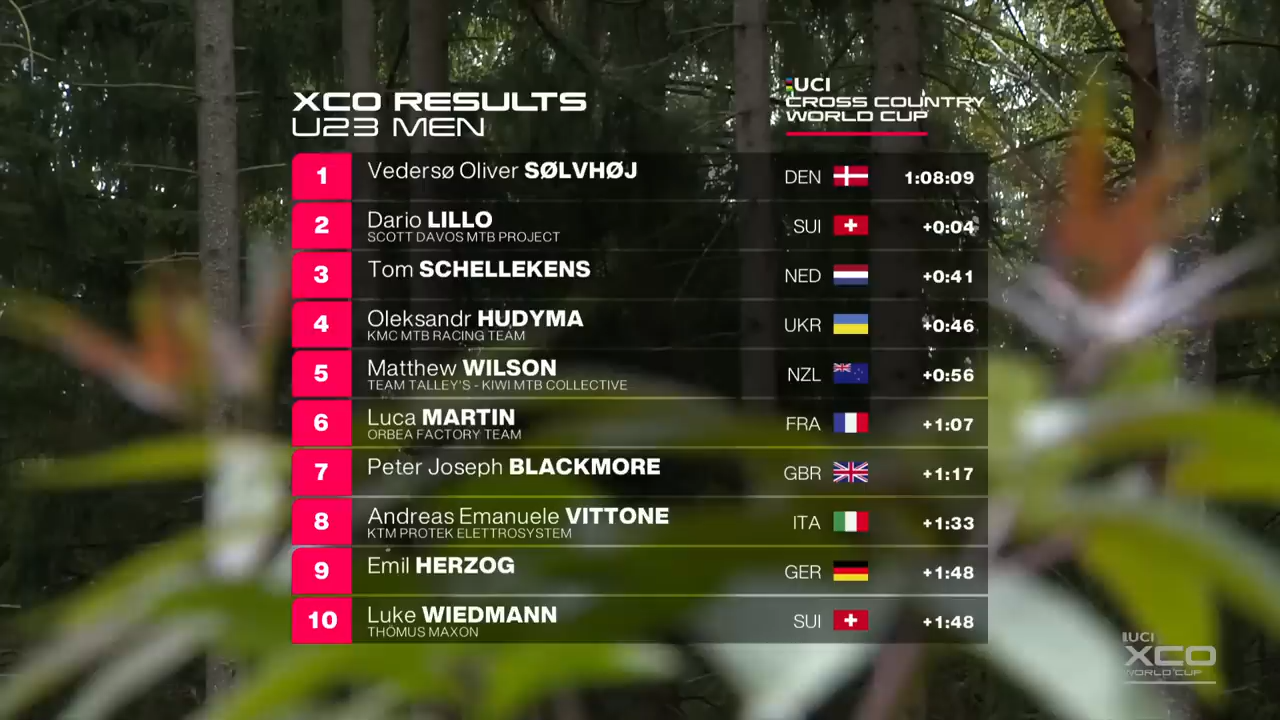 XCO RESULTS
U23 MEN
UCI
CROSS COUNTRY
WORLD CUP
1 Vedersø Oliver SØLVHØJ DEN 1:08:09
2 Dario LILLO SUI +0:04
SCOTT DAVOS MTB PROJECT
3 Tom SCHELLEKENS NED +0:41
4 Oleksandr HUDYMA UKR +0:46
KMC MTB RACING TEAM
5 Matthew WILSON NZL +0:56
TEAM TALLEY'S - KIWI MTB COLLECTIVE
6 Luca MARTIN FRA +1:07
ORBEA FACTORY TEAM
7 Peter Joseph BLACKMORE GBR +1:17
8 Andreas Emanuele VITTONE ITA +1:33
KTM PROTEK ELETTROSYSTEM
9 Emil HERZOG GER +1:48
10 Luke WIEDMANN SUI +1:48
THÖMUS MAXON
UCI
XCO
WORLD CUP